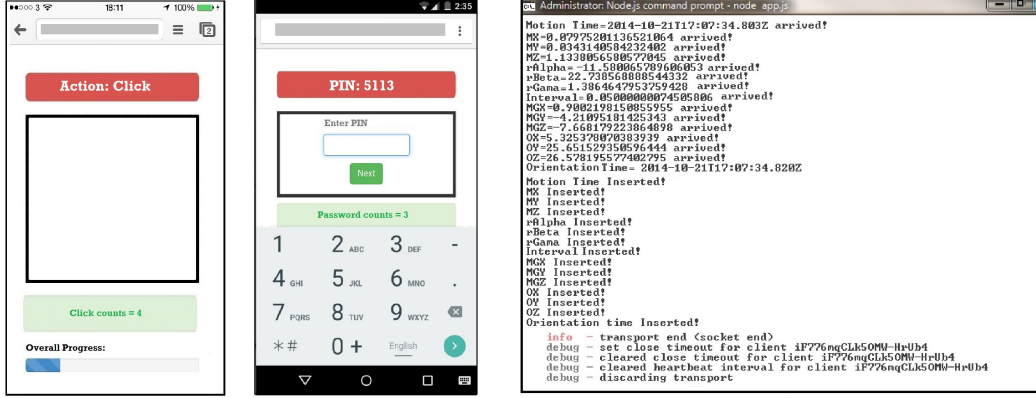 3 18:11 100%
2
Action: Click
Click counts = 4
Overall Progress:
2:35
PIN: 5113
Enter PIN
Next
Password counts = 3
1 2 ABC 3 DEF -
4 GHI 5 JKL 6 MNO .
7 PQRS 8 TUV 9 WXYZ
*# 0 + English
Administrator: Node.js command prompt - node app.js
Motion Time=2014-10-21T17:07:34.803Z arrived!
MX=0.07975201136521064 arrived!
MY=0.0343140584232402 arrived!
MZ=1.1338056580577045 arrived!
rAlpha=-11.580065789606053 arrived!
rBeta=22.738568888544332 arrived!
rGama=1.3864647953759428 arrived!
Interval=0.05000000074505806 arrived!
MGX=0.9002198150855955 arrived!
MGY=-4.21095181425343 arrived!
MGZ=-7.668179223864898 arrived!
OX=5.325378070383939 arrived!
OY=25.651529350596444 arrived!
OZ=26.578195577402795 arrived!
OrientationTime= 2014-10-21T17:07:34.820Z
Motion Time Inserted!
MX Inserted!
MY Inserted!
MZ Inserted!
rAlpha Inserted!
rBeta Inserted!
rGama Inserted!
Interval Inserted!
MGX Inserted!
MGY Inserted!
MGZ Inserted!
OX Inserted!
OY Inserted!
OZ Inserted!
Orientation time Inserted!
info - transport end (socket end)
debug - set close timeout for client iF776mqCLk5OMW-HrUb4
debug - cleared close timeout for client iF776mqCLk5OMW-HrUb4
debug - cleared heartbeat interval for client iF776mqCLk5OMW-HrUb4
debug - discarding transport